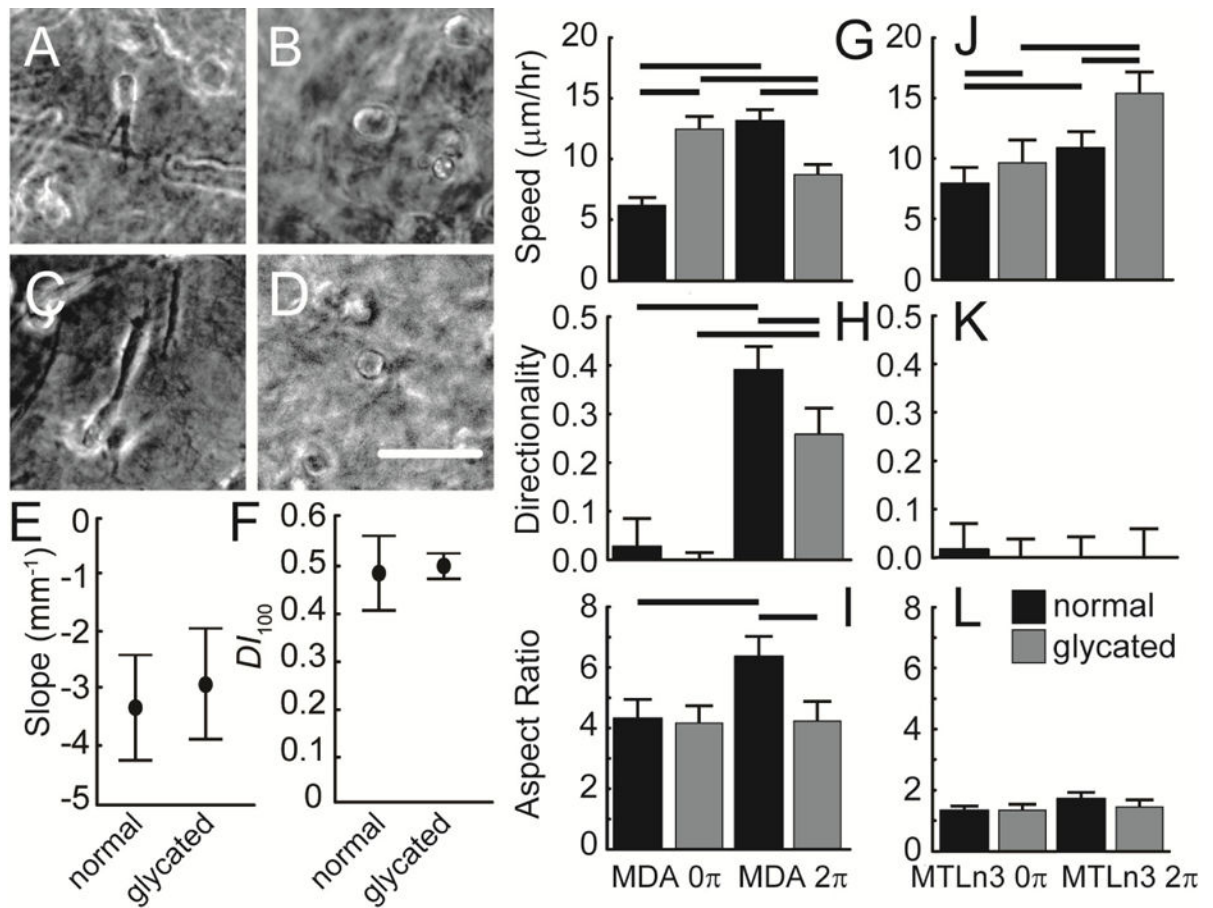 A
B
C
D
E
Slope (mm-1)
0
-1
-2
-3
-4
-5
normal
glycated
F
DI100
0.6
0.5
0.4
0.3
0.2
0.1
0
normal
glycated
G
Speed (μm/hr)
20
15
10
5
0
J
20
15
10
5
0
H
Directionality
0.5
0.4
0.3
0.2
0.1
0.0
K
0.5
0.4
0.3
0.2
0.1
0.0
I
Aspect Ratio
8
6
4
2
0
MDA 0π
MDA 2π
L
normal
glycated
8
6
4
2
0
MTLn3 0π
MTLn3 2π